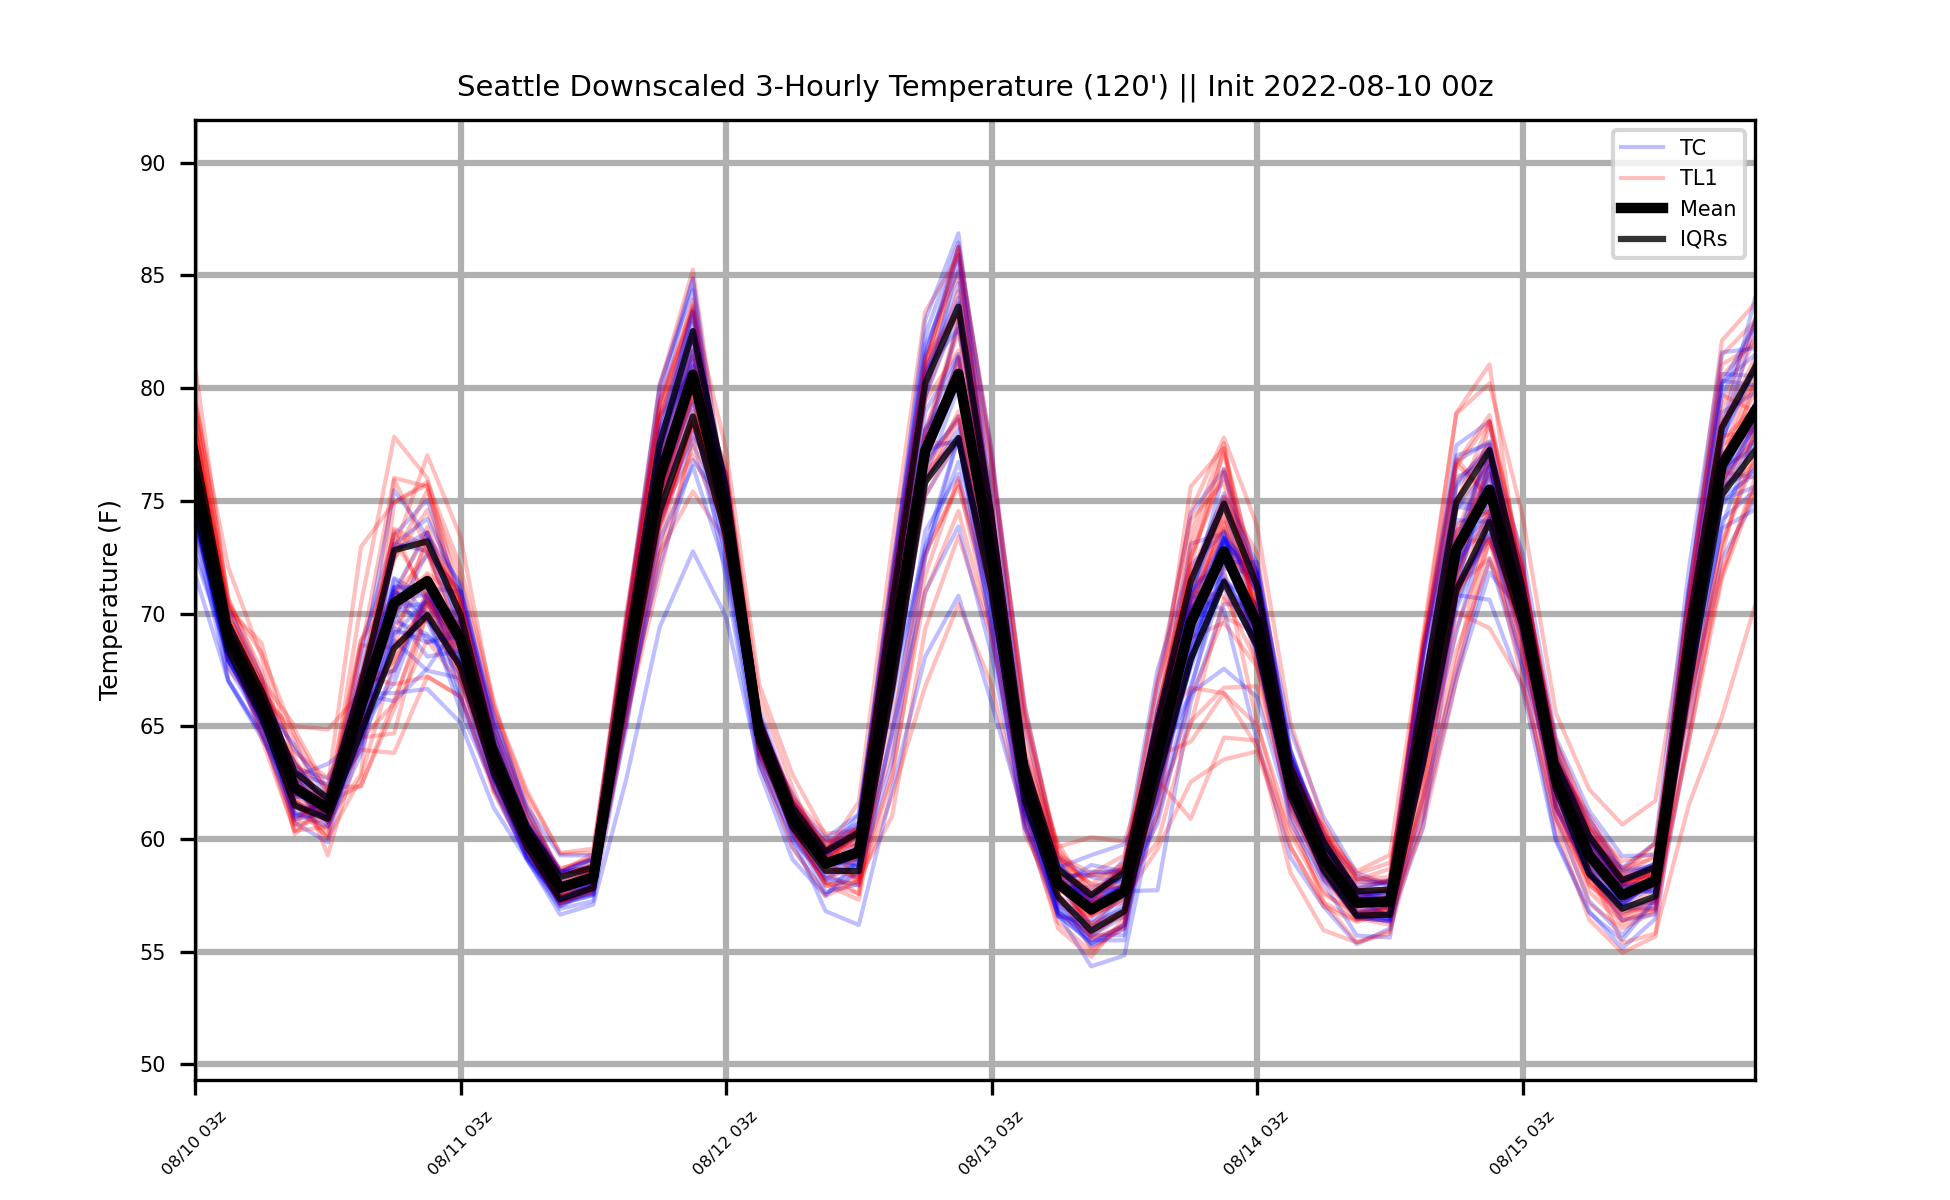 Seattle Downscaled 3-Hourly Temperature (120') || Init 2022-08-10 00z
TC
TL1
Mean
IQRs
Temperature (F)
90
85
80
75
70
65
60
55
50
08/10 03z
08/11 03z
08/12 03z
08/13 03z
08/14 03z
08/15 03z